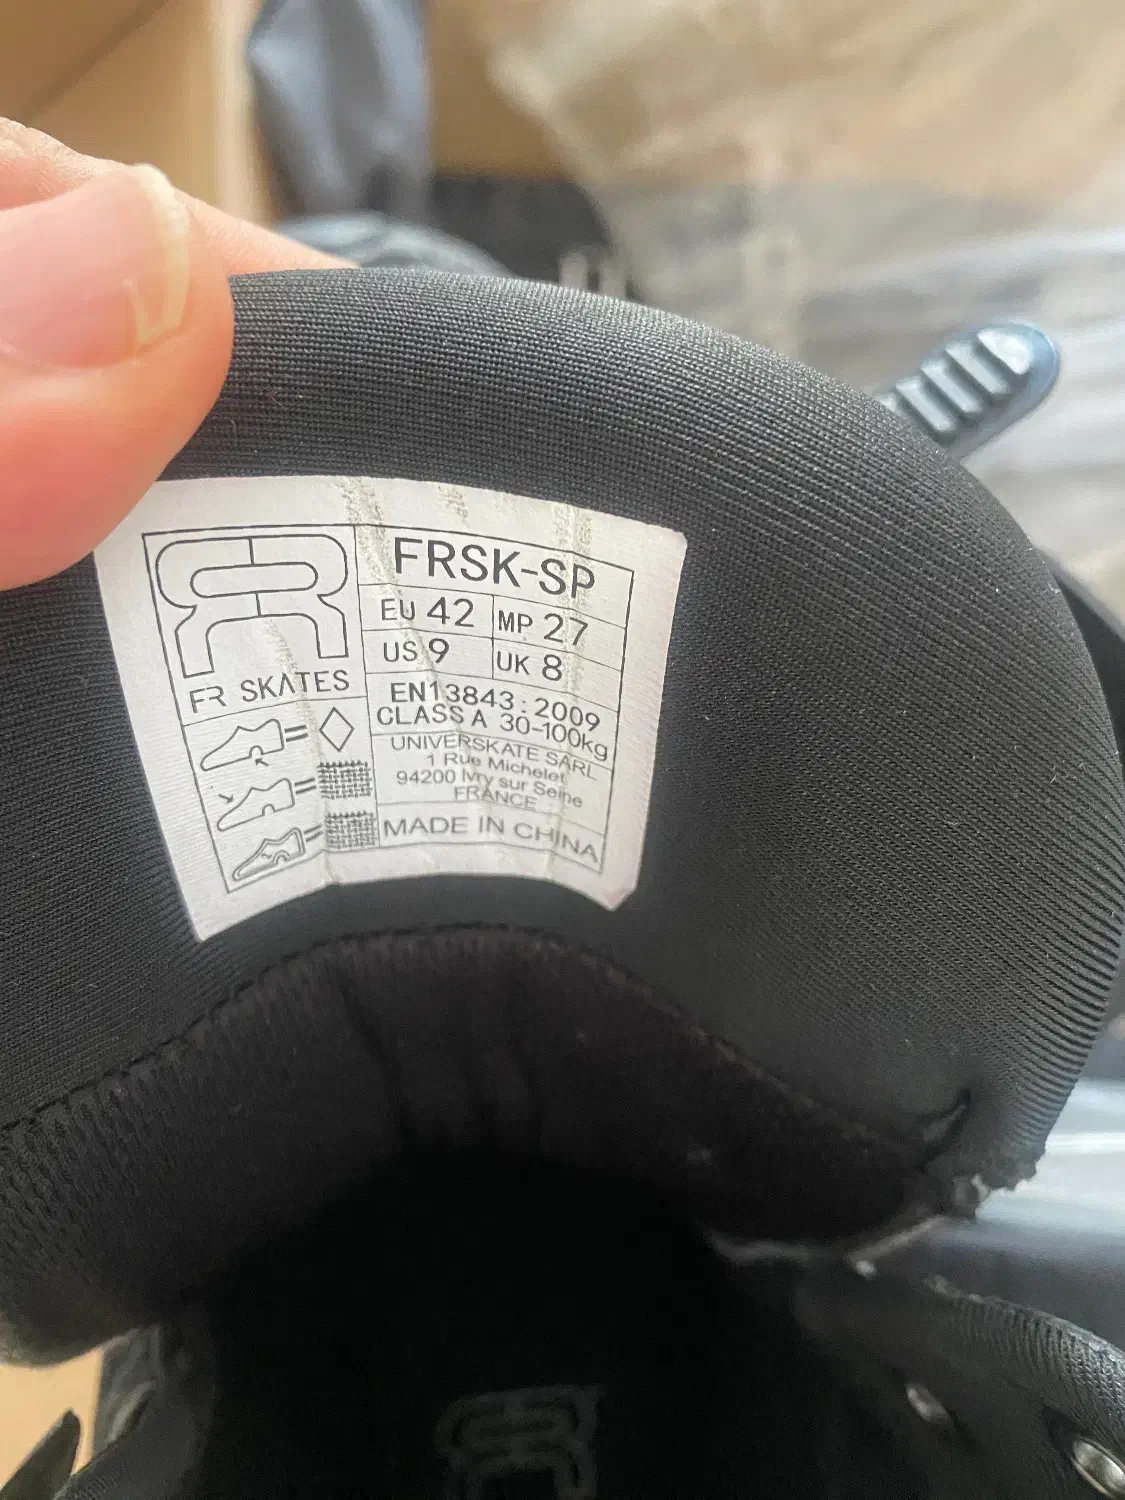 FR SKATES
FRSK-SP
EU 42
MP 27
US 9
UK 8
EN13843:2009
CLASS A 30-100kg
UNIVERSKATE SARL
1 Rue Michelet
94200 Ivry sur Seine
FRANCE
MADE IN CHINA